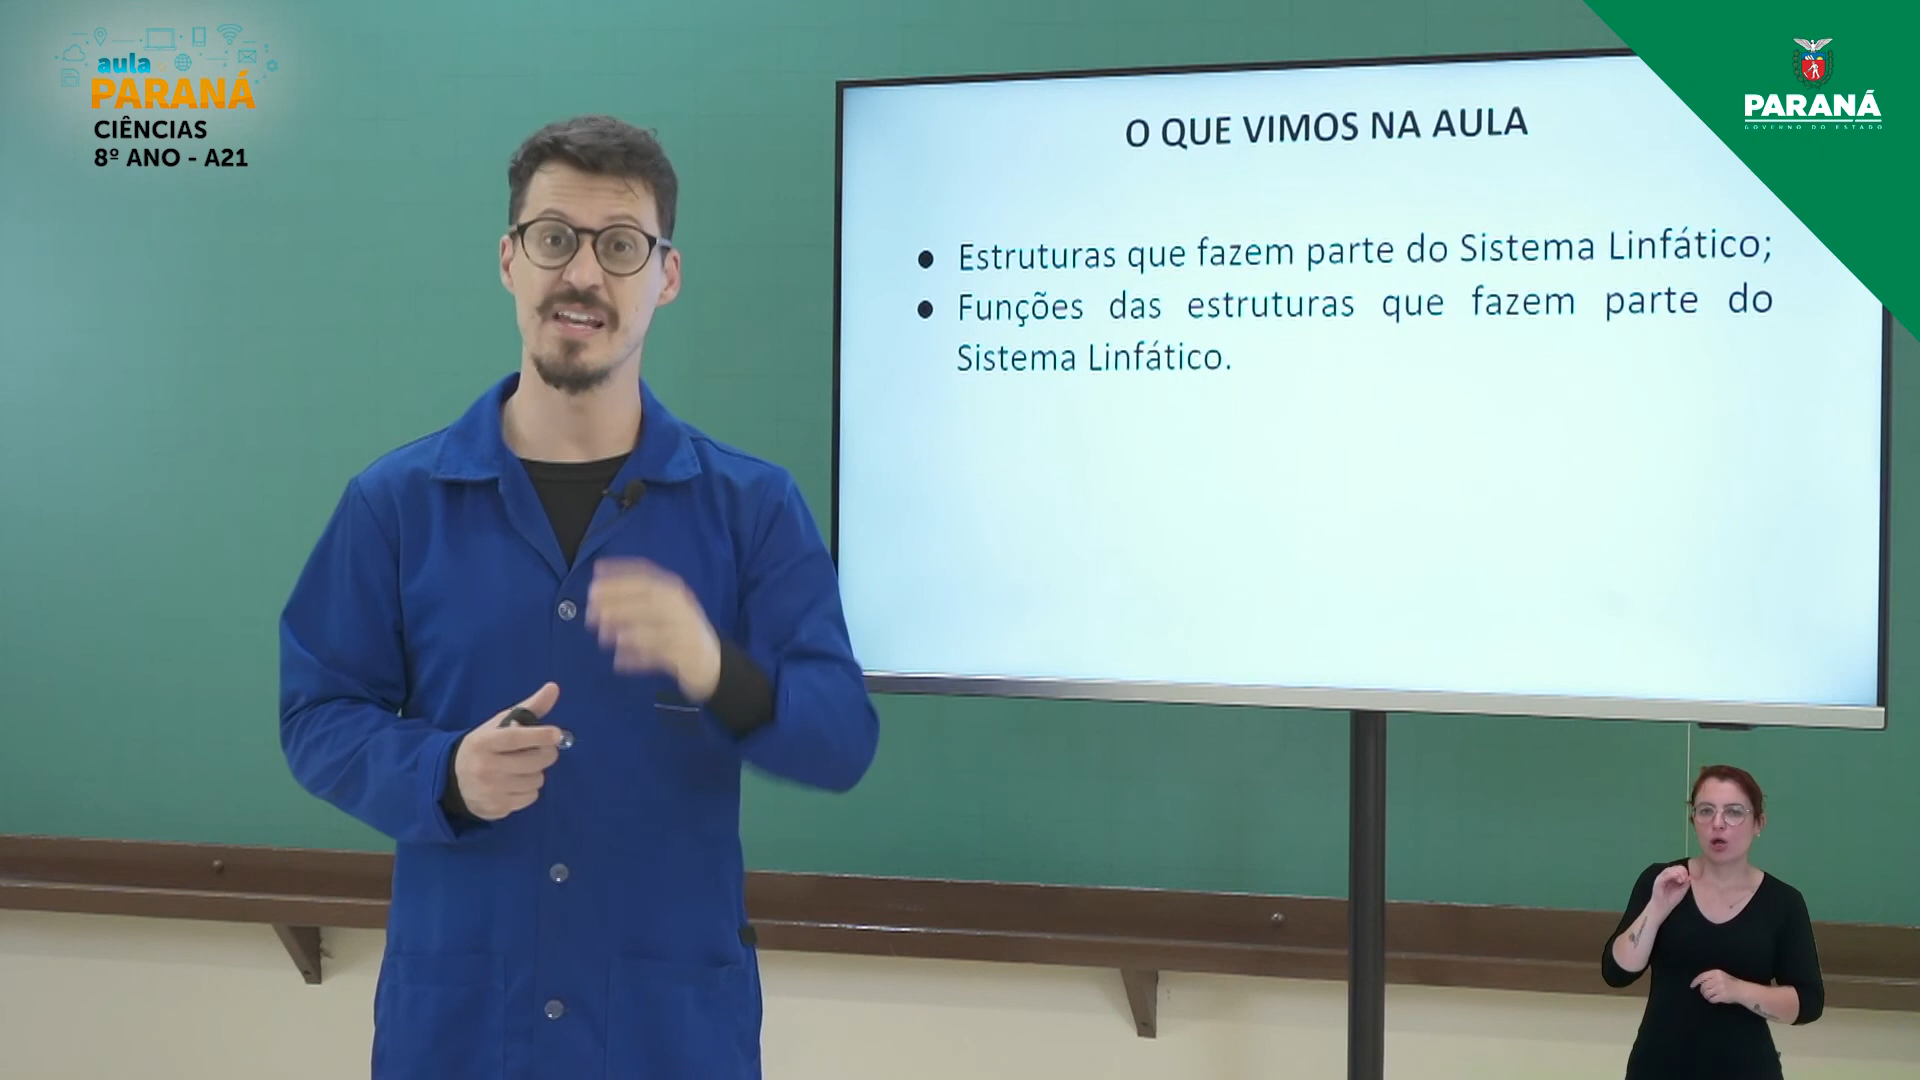 aula
PARANÁ
CIÊNCIAS
8º ANO - A21
O QUE VIMOS NA AULA
● Estruturas que fazem parte do Sistema Linfático;
● Funções das estruturas que fazem parte do
Sistema Linfático.
PARANÁ
GOVERNO DO ESTADO